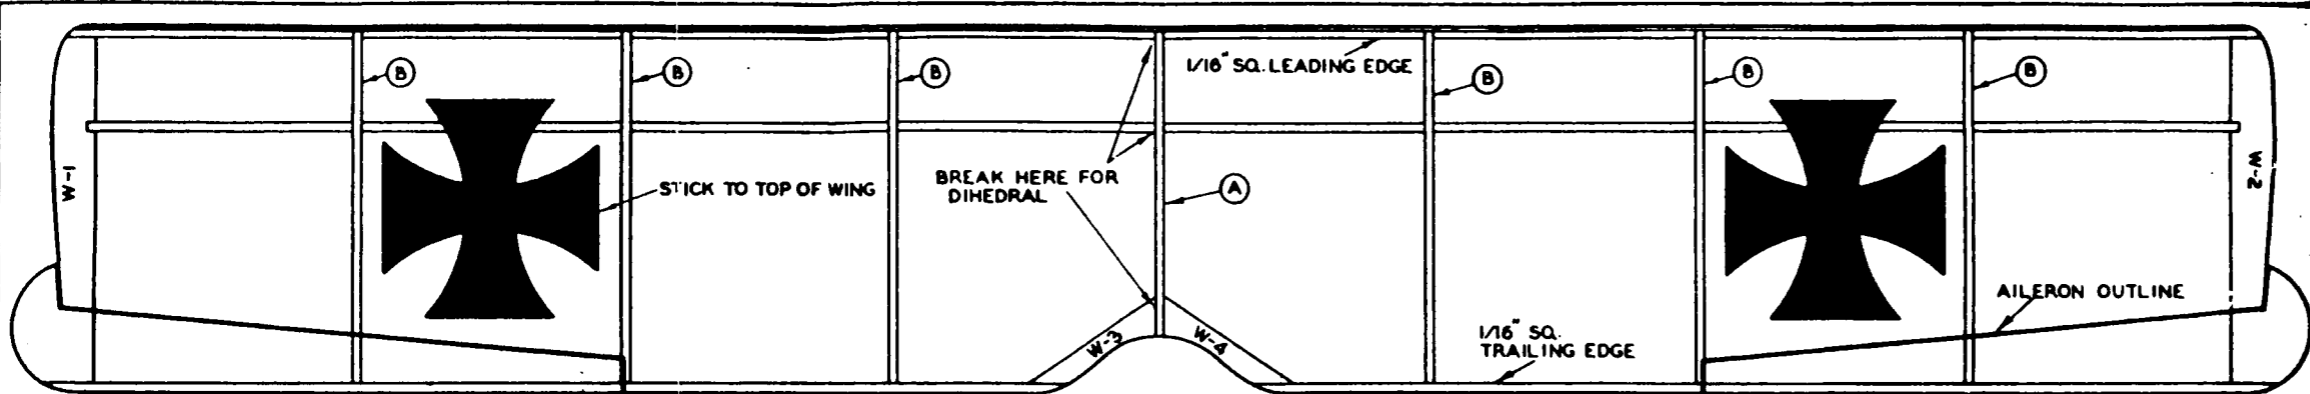 B
B
B
1/16" SQ. LEADING EDGE
B
B
B
W-1
STICK TO TOP OF WING
BREAK HERE FOR
DIHEDRAL
A
W-2
AILERON OUTLINE
W-3
W-4
1/16" SQ.
TRAILING EDGE